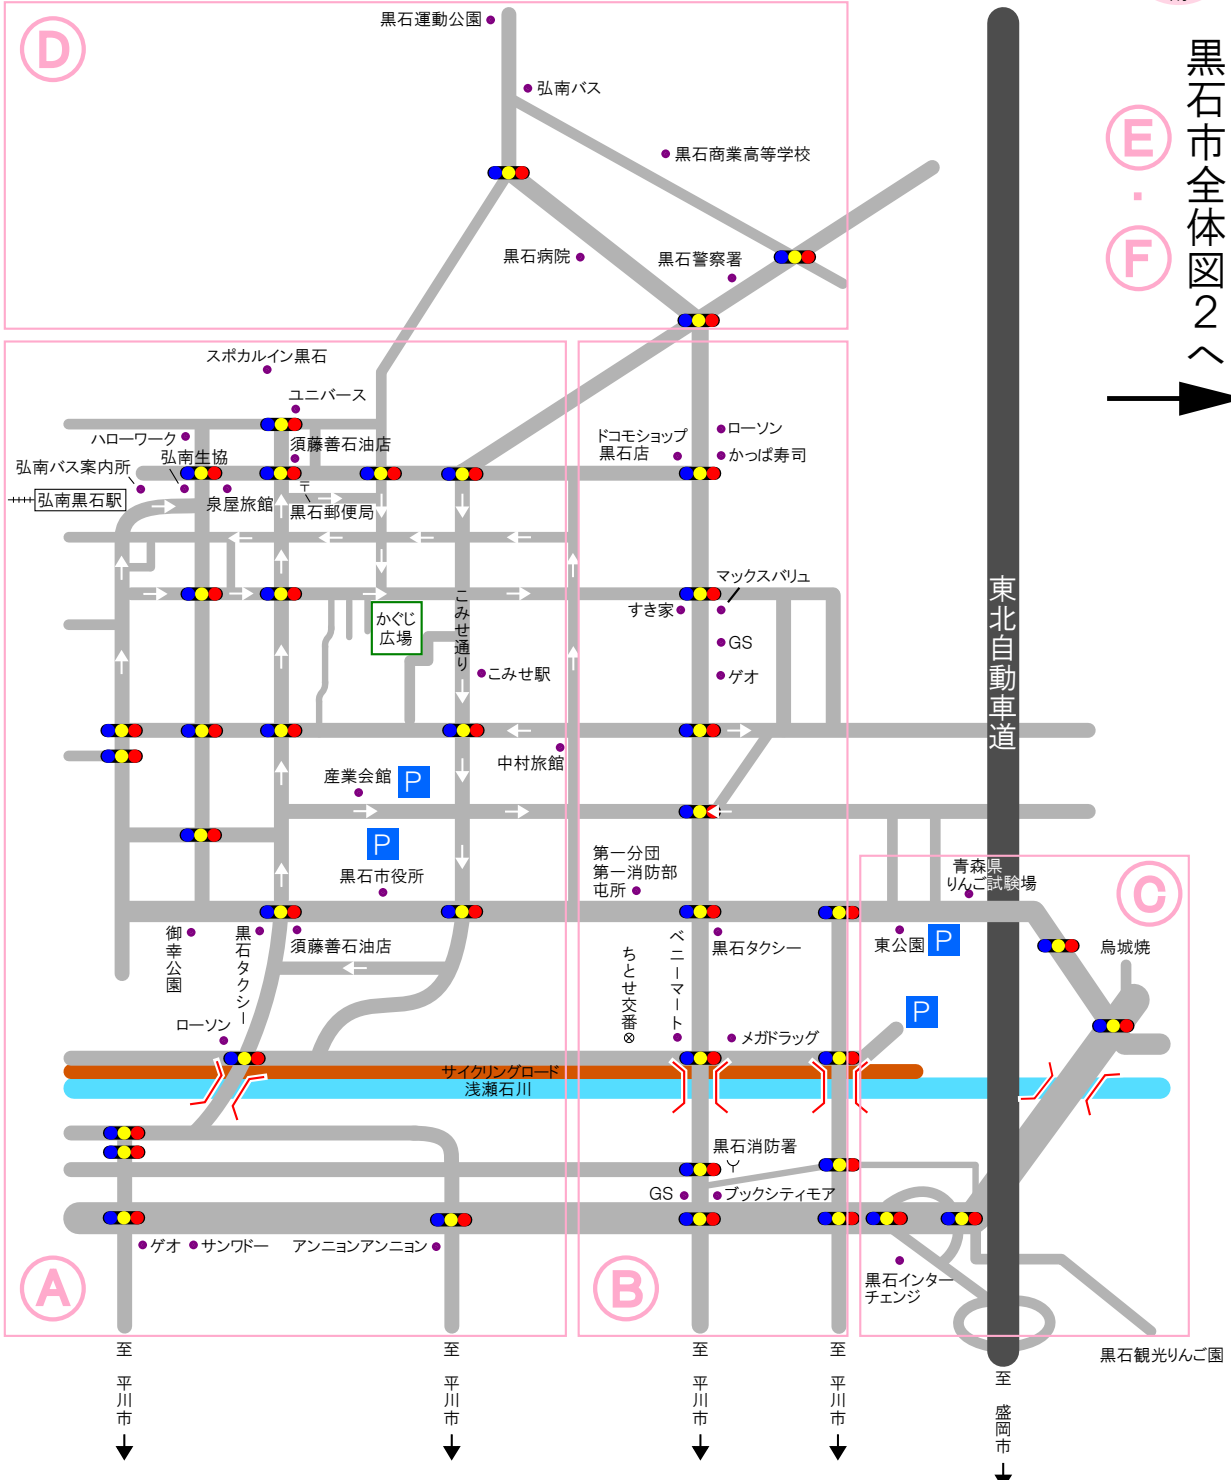 D
黒石運動公園
弘南バス
黒石商業高等学校
黒石病院
黒石警察署
黒石市全体図２へ
E
・
F
スポカルイン黒石
ユニバース
ハローワーク
須藤善石油店
弘南生協
弘南バス案内所
弘南黒石駅
泉屋旅館
〒
黒石郵便局
ドコモショップ
黒石店
ローソン
かっぱ寿司
マックスバリュ
すき家
GS
ゲオ
かぐじ
広場
こみせ通り
こみせ駅
東北自動車道
中村旅館
産業会館
P
P
黒石市役所
第一分団
第一消防部
屯所
青森県
りんご試験場
C
御幸公園
黒石タクシー
須藤善石油店
ちとせ交番
ベニーマート
黒石タクシー
東公園
P
烏城焼
P
ローソン
メガドラッグ
サイクリングロード
浅瀬石川
黒石消防署
GS
ブックシティモア
ゲオ
サンワドー
アンニョンアンニョン
A
B
黒石インター
チェンジ
黒石観光りんご園
至 平川市
至 平川市
至 平川市
至 平川市
至 盛岡市